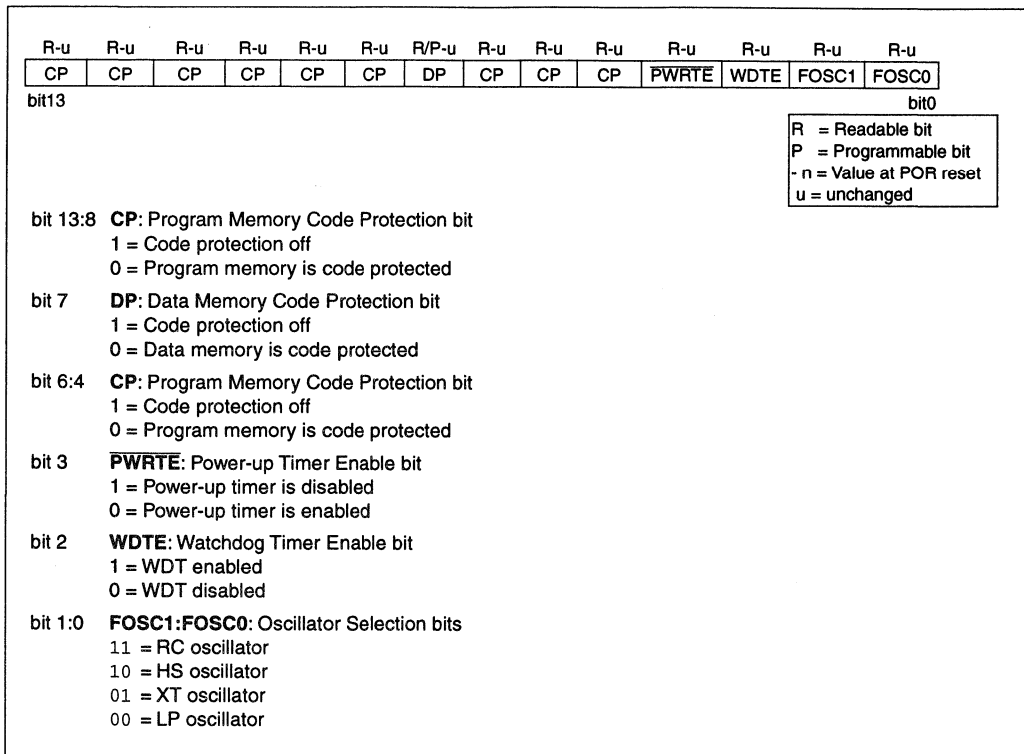 R-u R-u R-u R-u R-u R-u R/P-u R-u R-u R-u R-u R-u R-u R-u
CP CP CP CP CP CP DP CP CP CP PWRTE WDTE FOSC1 FOSC0
bit13 bit0
R = Readable bit
P = Programmable bit
- n = Value at POR reset
u = unchanged
bit 13:8 CP: Program Memory Code Protection bit
1 = Code protection off
0 = Program memory is code protected
bit 7 DP: Data Memory Code Protection bit
1 = Code protection off
0 = Data memory is code protected
bit 6:4 CP: Program Memory Code Protection bit
1 = Code protection off
0 = Program memory is code protected
bit 3 PWRTE: Power-up Timer Enable bit
1 = Power-up timer is disabled
0 = Power-up timer is enabled
bit 2 WDTE: Watchdog Timer Enable bit
1 = WDT enabled
0 = WDT disabled
bit 1:0 FOSC1:FOSC0: Oscillator Selection bits
11 = RC oscillator
10 = HS oscillator
01 = XT oscillator
00 = LP oscillator